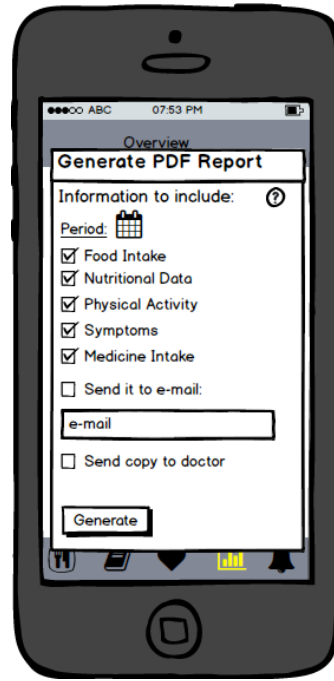 ABC 07:53 PM
Overview
Generate PDF Report
Information to include: ?
Period:
Food Intake
Nutritional Data
Physical Activity
Symptoms
Medicine Intake
Send it to e-mail:
e-mail
Send copy to doctor
Generate